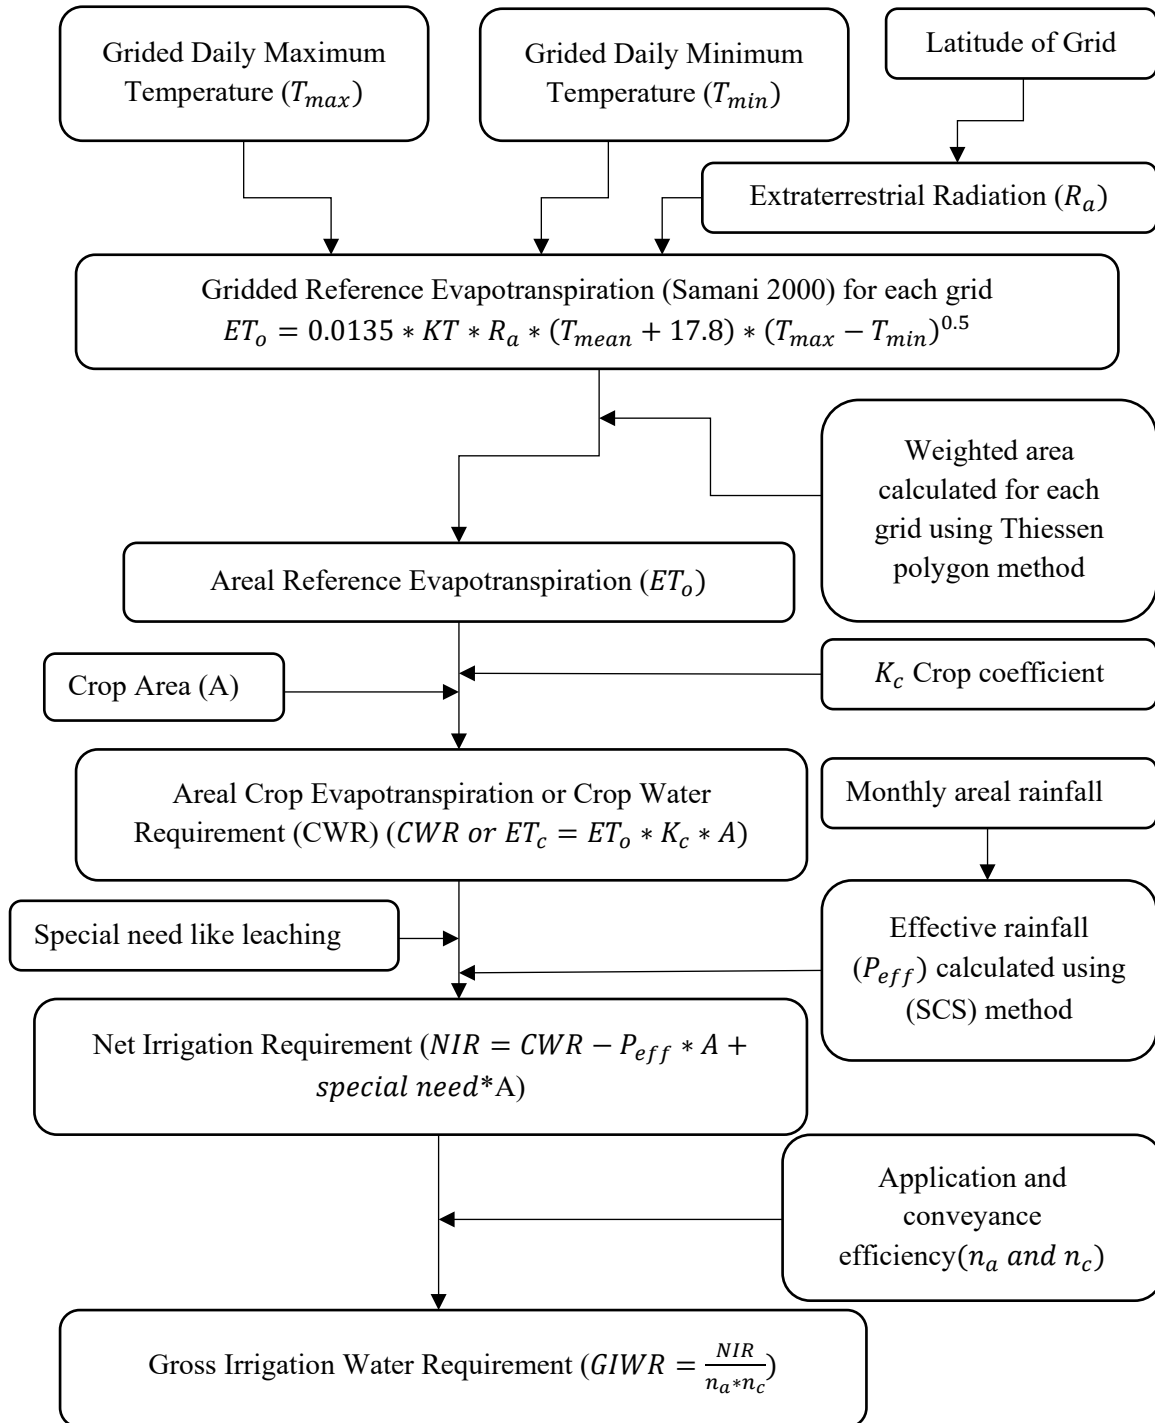 Grided Daily Maximum
Temperature (T_max)
Grided Daily Minimum
Temperature (T_min)
Latitude of Grid
Extraterrestrial Radiation (R_a)
Gridded Reference Evapotranspiration (Samani 2000) for each grid
ET_o = 0.0135 * KT * R_a * (T_mean + 17.8) * (T_max − T_min)^0.5
Weighted area
calculated for each
grid using Thiessen
polygon method
Areal Reference Evapotranspiration (ET_o)
Crop Area (A)
K_c Crop coefficient
Areal Crop Evapotranspiration or Crop Water
Requirement (CWR) (CWR or ET_c = ET_o * K_c * A)
Monthly areal rainfall
Special need like leaching
Effective rainfall
(P_eff) calculated using
(SCS) method
Net Irrigation Requirement (NIR = CWR − P_eff * A +
special need*A)
Application and
conveyance
efficiency(n_a and n_c)
Gross Irrigation Water Requirement (GIWR = NIR/(n_a*n_c))